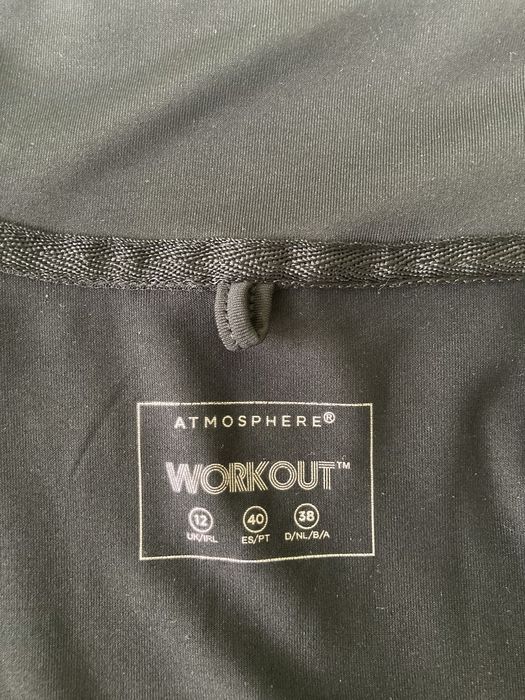 ATMOSPHERE®
WORKOUT™
12 40 38
UK/IRL ES/PT D/NL/B/A